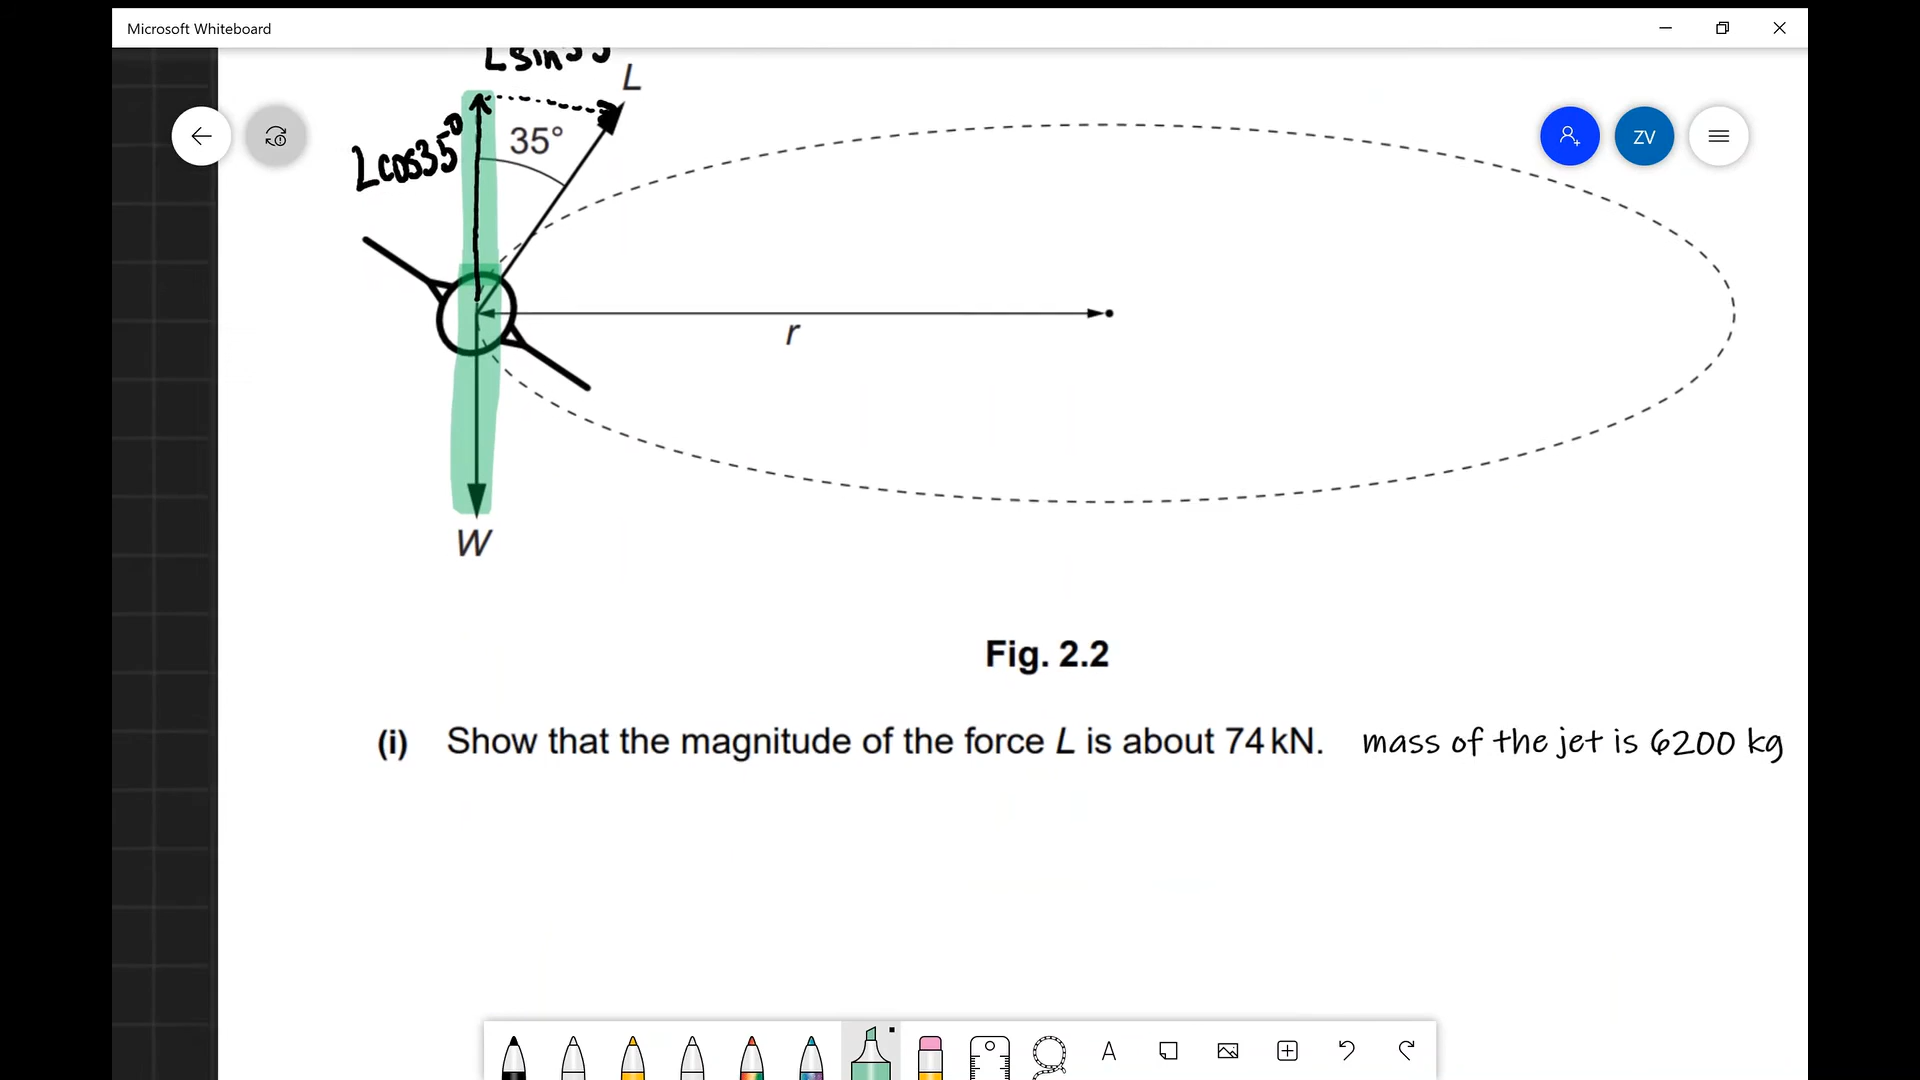 Microsoft Whiteboard
L sin35
L
35°
Lcos35°
ZV
r
W
Fig. 2.2
(i) Show that the magnitude of the force L is about 74 kN. mass of the jet is 6200 kg
A